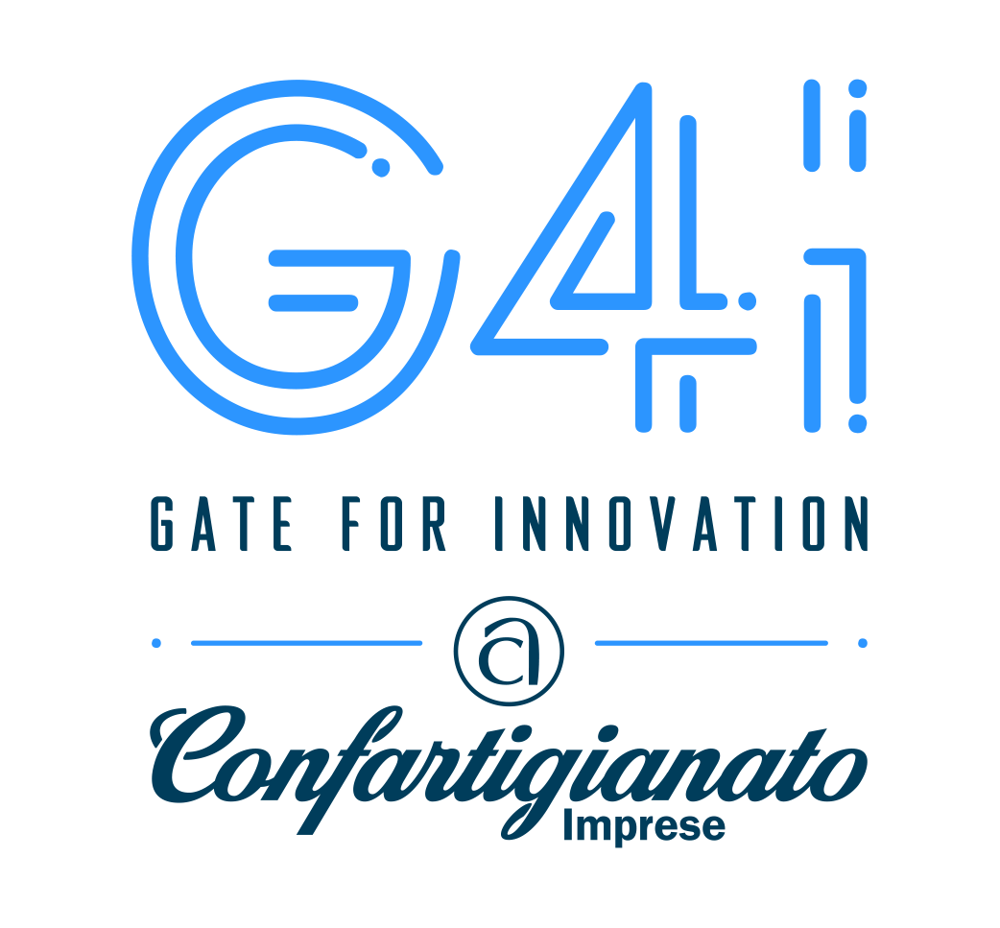 G4i
GATE FOR INNOVATION
a
Confartigianato
Imprese